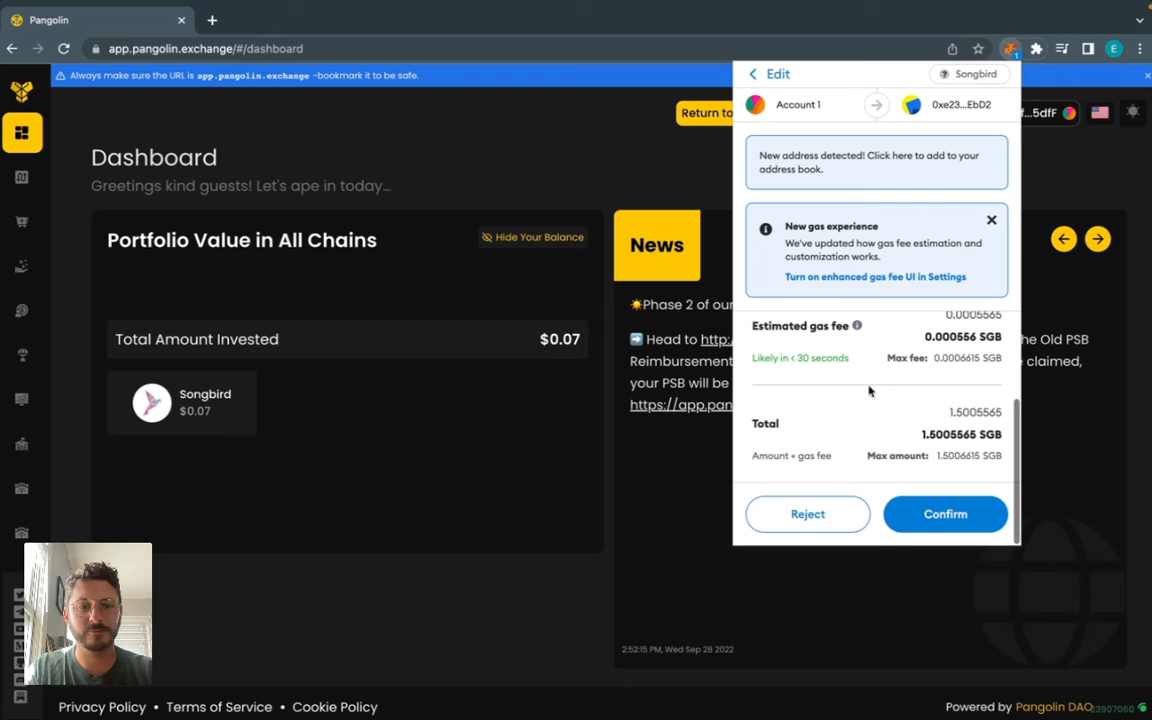 Pangolin
app.pangolin.exchange/#/dashboard
E
1
Always make sure the URL is app.pangolin.exchange -bookmark it to be safe.
Edit
Songbird
Account 1
0xe23...EbD2
Return to
f...5dfF
New address detected! Click here to add to your
address book.
Dashboard
Greetings kind guests! Let's ape in today...
New gas experience
We've updated how gas fee estimation and
customization works.
Turn on enhanced gas fee UI in Settings
Portfolio Value in All Chains
Hide Your Balance
News
Total Amount Invested
$0.07
Songbird
$0.07
Phase 2 of our
Head to http:/
the Old PSB
Reimbursement
claimed,
your PSB will be
https://app.pan
0.0005565
Estimated gas fee
0.000556 SGB
Likely in < 30 seconds
Max fee: 0.0006615 SGB
1.5005565
Total
1.5005565 SGB
Amount + gas fee
Max amount: 1.5006615 SGB
Reject
Confirm
2:52:15 PM, Wed Sep 28 2022
Privacy Policy • Terms of Service • Cookie Policy
Powered by Pangolin DAO
23907060